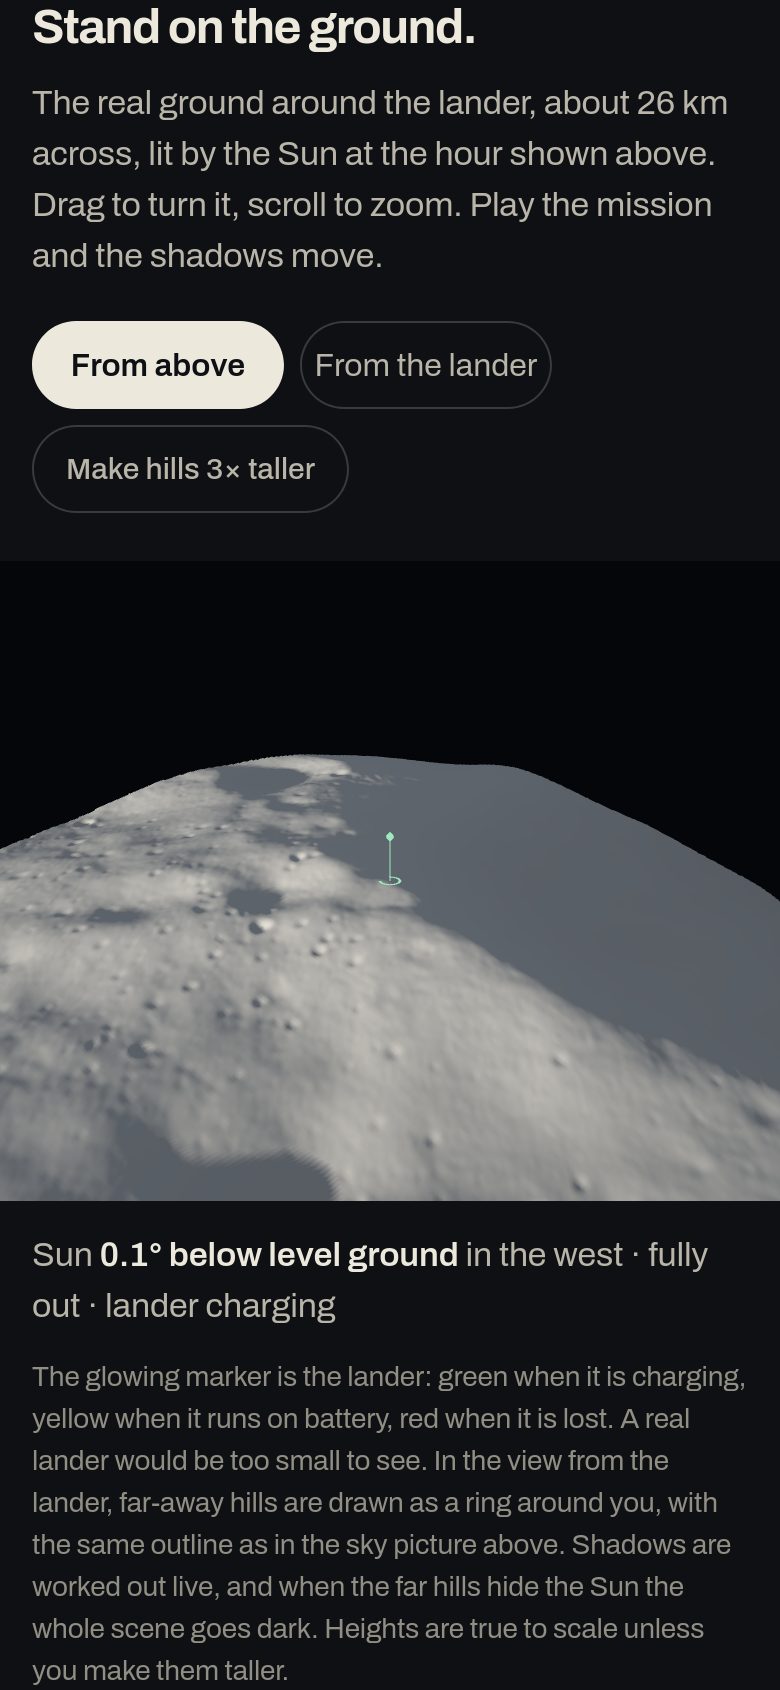 Stand on the ground.
The real ground around the lander, about 26 km
across, lit by the Sun at the hour shown above.
Drag to turn it, scroll to zoom. Play the mission
and the shadows move.
From above
From the lander
Make hills 3× taller
Sun 0.1° below level ground in the west · fully
out · lander charging
The glowing marker is the lander: green when it is charging,
yellow when it runs on battery, red when it is lost. A real
lander would be too small to see. In the view from the
lander, far-away hills are drawn as a ring around you, with
the same outline as in the sky picture above. Shadows are
worked out live, and when the far hills hide the Sun the
whole scene goes dark. Heights are true to scale unless
you make them taller.